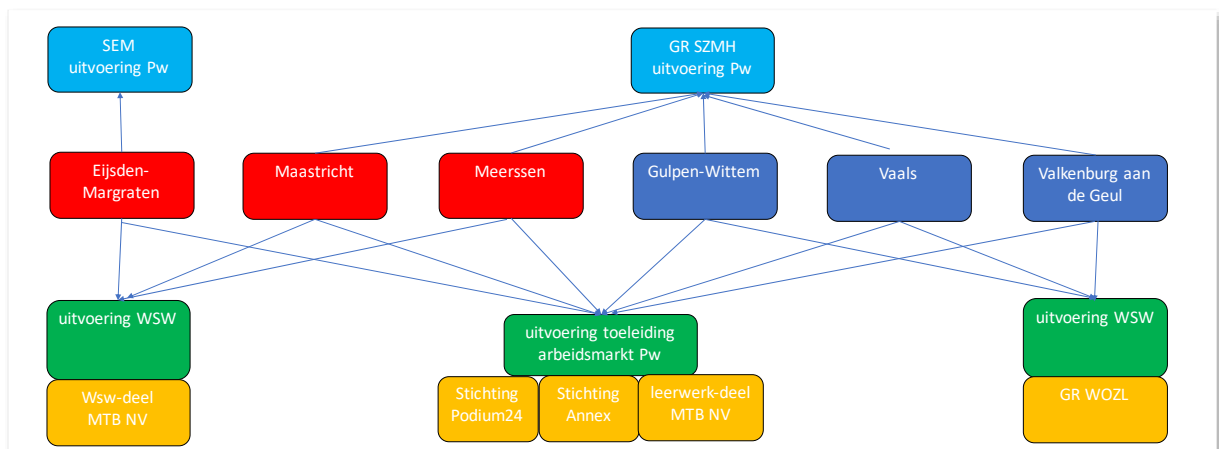 SEM
uitvoering Pw
GR SZMH
uitvoering Pw
Eijsden-
Margraten
Maastricht
Meerssen
Gulpen-Wittem
Vaals
Valkenburg aan
de Geul
uitvoering WSW
uitvoering toeleiding
arbeidsmarkt Pw
uitvoering WSW
Wsw-deel
MTB NV
Stichting
Podium24
Stichting
Annex
leerwerk-deel
MTB NV
GR WOZL